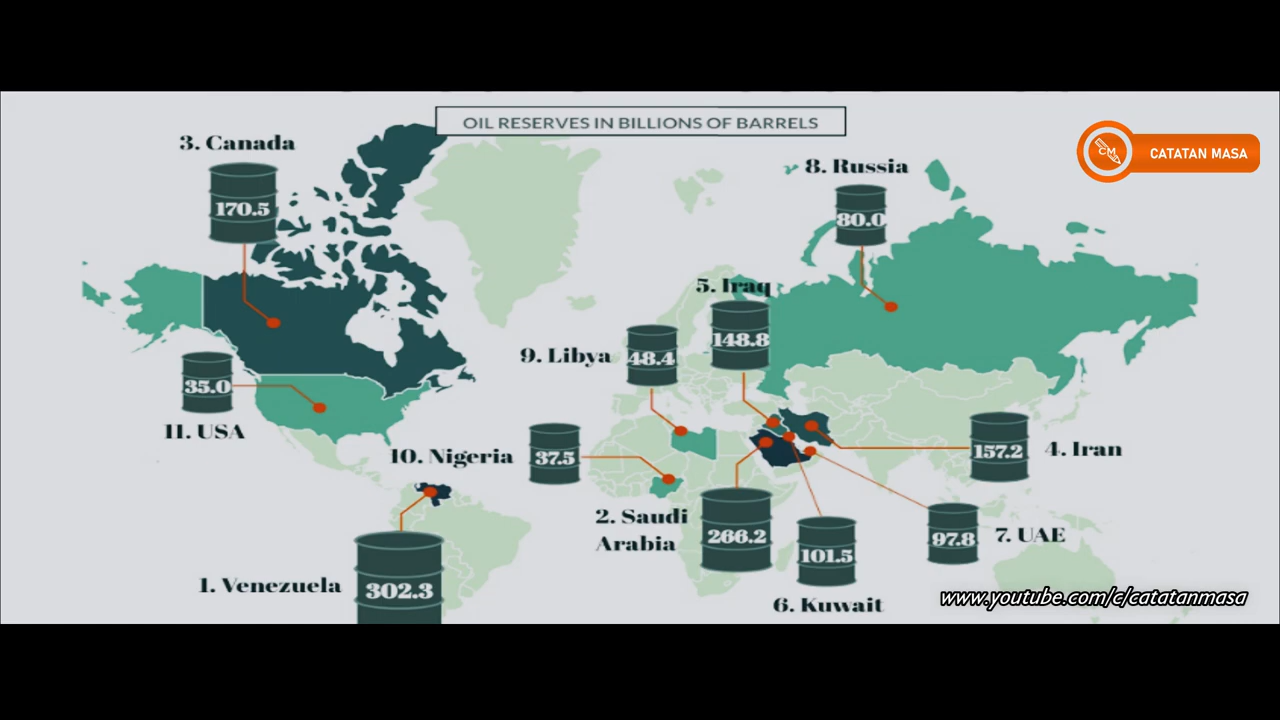 OIL RESERVES IN BILLIONS OF BARRELS
CM
CATATAN MASA
3. Canada
170.5
8. Russia
80.0
5. Iraq
148.8
9. Libya
48.4
35.0
11. USA
10. Nigeria
37.5
157.2
4. Iran
2. Saudi
Arabia
266.2
101.5
6. Kuwait
97.8
7. UAE
1. Venezuela
302.3
www.youtube.com/c/catatanmasa